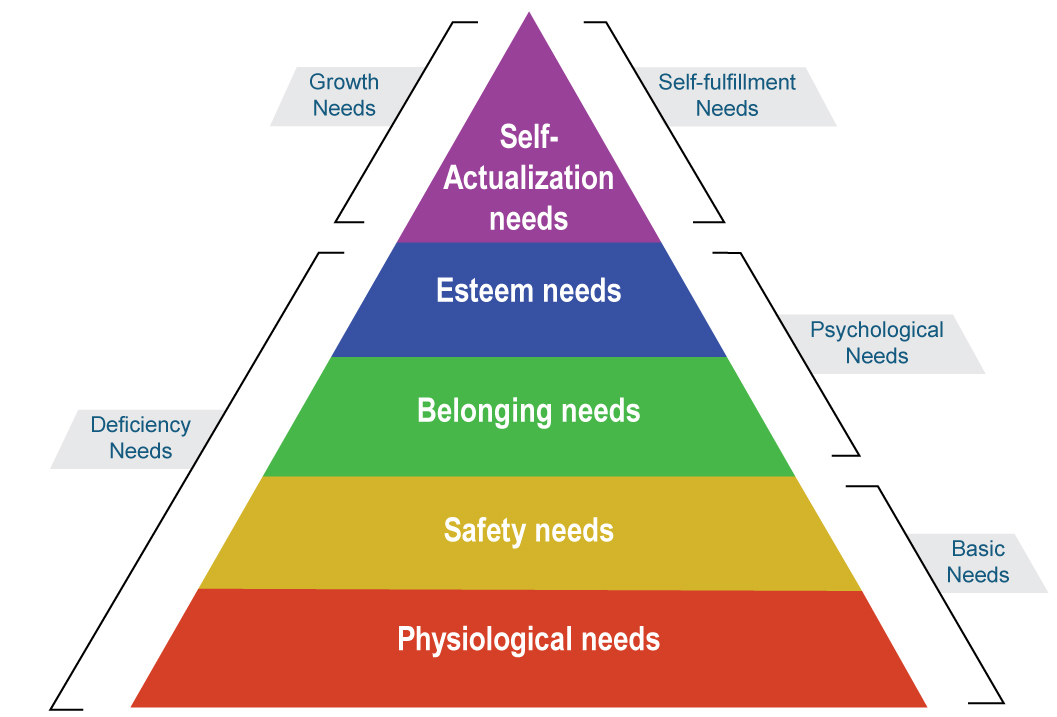 Growth
Needs
Self-fulfillment
Needs
Self-
Actualization
needs
Esteem needs
Psychological
Needs
Belonging needs
Deficiency
Needs
Safety needs
Basic
Needs
Physiological needs